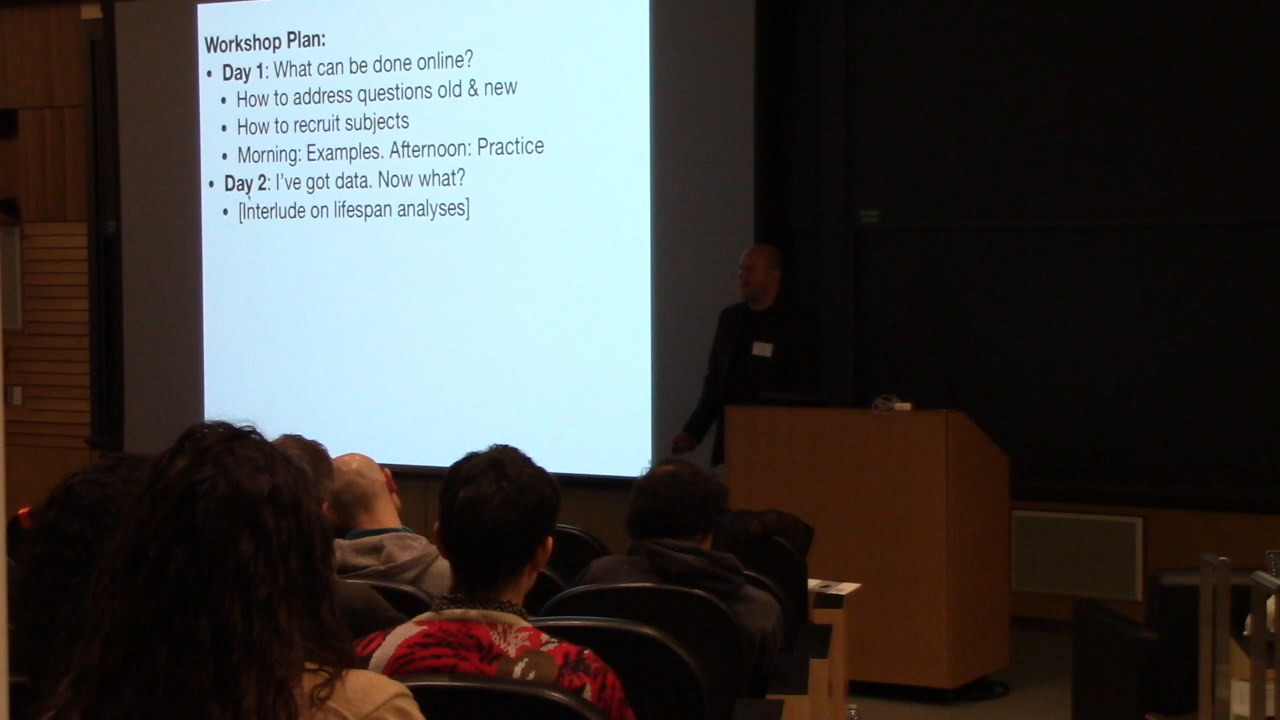 Workshop Plan:
• Day 1: What can be done online?
• How to address questions old & new
• How to recruit subjects
• Morning: Examples. Afternoon: Practice
• Day 2: I've got data. Now what?
• [Interlude on lifespan analyses]